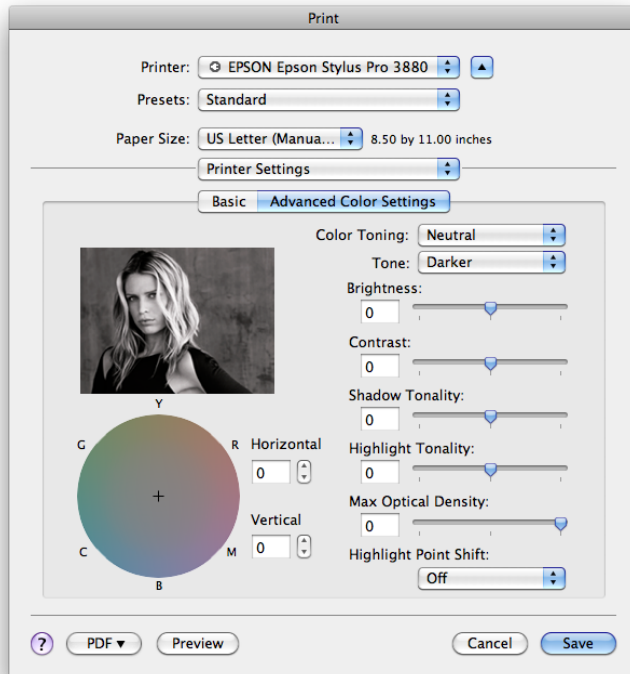 Print
Printer: EPSON Epson Stylus Pro 3880
Presets: Standard
Paper Size: US Letter (Manua... 8.50 by 11.00 inches
Printer Settings
Basic Advanced Color Settings
Color Toning: Neutral
Tone: Darker
Brightness:
0
Contrast:
0
Shadow Tonality:
0
Highlight Tonality:
0
Max Optical Density:
0
Highlight Point Shift:
Off
Y
G R
C M
B
Horizontal
0
Vertical
0
? PDF Preview Cancel Save